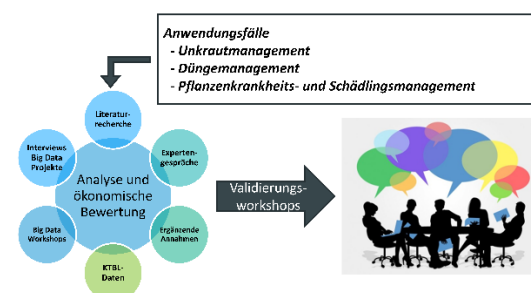 Anwendungsfälle
- Unkrautmanagement
- Düngemanagement
- Pflanzenkrankheits- und Schädlingsmanagement
Literatur-
recherche
Interviews
Big Data
Projekte
Experten-
gespräche
Analyse und
ökonomische
Bewertung
Validierungs-
workshops
Big Data
Workshops
Ergänzende
Annahmen
KTBL-
Daten